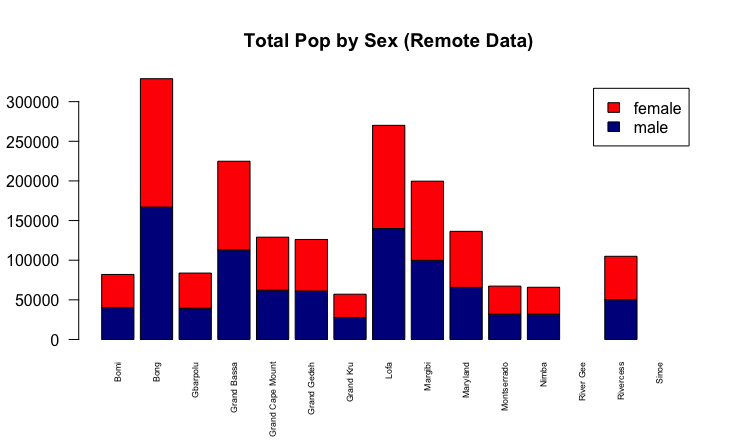 Total Pop by Sex (Remote Data)
female
male
300000
250000
200000
150000
100000
50000
0
Bomi
Bong
Gbarpolu
Grand Bassa
Grand Cape Mount
Grand Gedeh
Grand Kru
Lofa
Margibi
Maryland
Montserrado
Nimba
River Gee
Rivercess
Sinoe